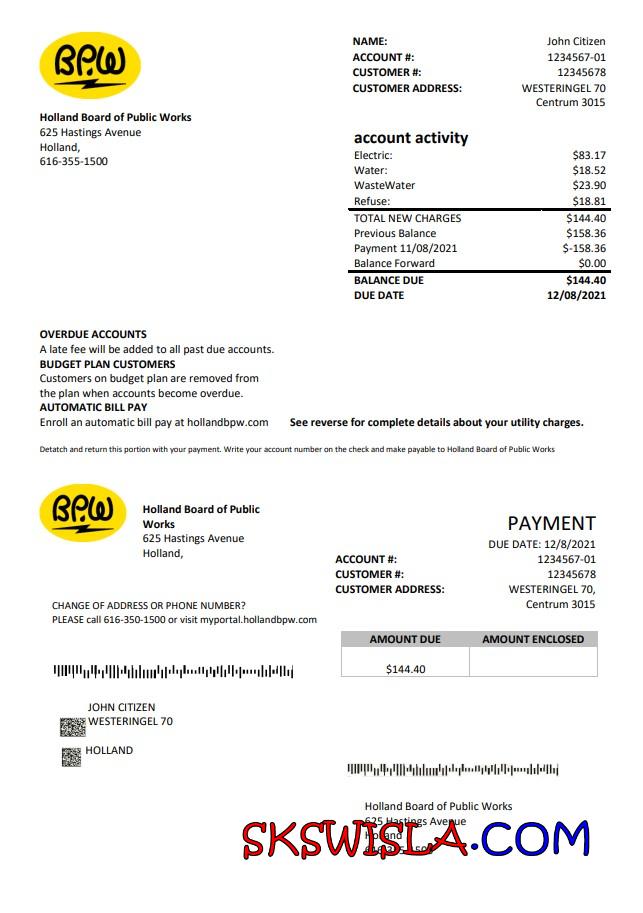 BPW
NAME: John Citizen
ACCOUNT #: 1234567-01
CUSTOMER #: 12345678
CUSTOMER ADDRESS: WESTERINGEL 70
Centrum 3015
Holland Board of Public Works
625 Hastings Avenue
Holland,
616-355-1500
account activity
Electric: $83.17
Water: $18.52
WasteWater $23.90
Refuse: $18.81
TOTAL NEW CHARGES $144.40
Previous Balance $158.36
Payment 11/08/2021 $-158.36
Balance Forward $0.00
BALANCE DUE $144.40
DUE DATE 12/08/2021
OVERDUE ACCOUNTS
A late fee will be added to all past due accounts.
BUDGET PLAN CUSTOMERS
Customers on budget plan are removed from
the plan when accounts become overdue.
AUTOMATIC BILL PAY
Enroll an automatic bill pay at hollandbpw.com See reverse for complete details about your utility charges.
Detatch and return this portion with your payment. Write your account number on the check and make payable to Holland Board of Public Works
BPW
Holland Board of Public
Works
625 Hastings Avenue
Holland,
PAYMENT
DUE DATE: 12/8/2021
ACCOUNT #: 1234567-01
CUSTOMER #: 12345678
CUSTOMER ADDRESS: WESTERINGEL 70,
Centrum 3015
CHANGE OF ADDRESS OR PHONE NUMBER?
PLEASE call 616-350-1500 or visit myportal.hollandbpw.com
AMOUNT DUE AMOUNT ENCLOSED
$144.40
JOHN CITIZEN
WESTERINGEL 70
HOLLAND
Holland Board of Public Works
625 Hastings Avenue
SKSWISLA.COM